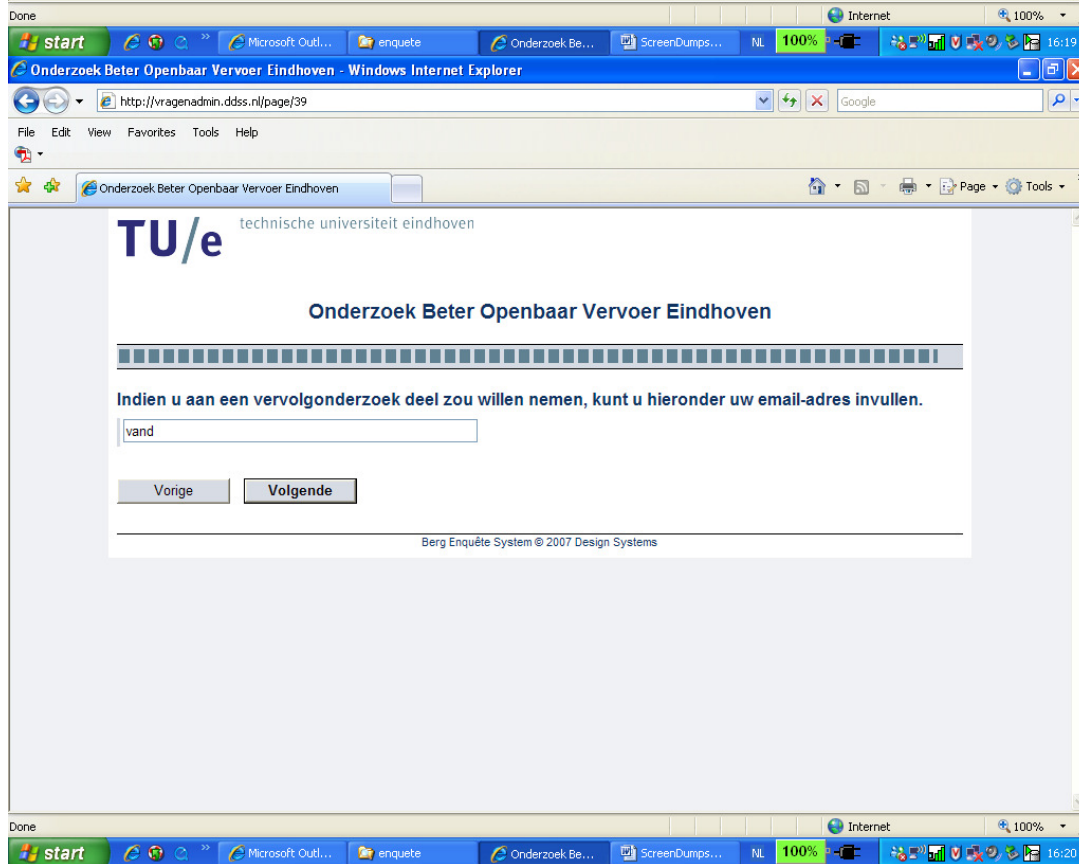 Done Internet 100%
start Microsoft Outl... enquete Onderzoek Be... ScreenDumps... NL 100% 16:19
Onderzoek Beter Openbaar Vervoer Eindhoven - Windows Internet Explorer
http://vragenadmin.ddss.nl/page/39 Google
File Edit View Favorites Tools Help
Onderzoek Beter Openbaar Vervoer Eindhoven Page Tools
TU/e technische universiteit eindhoven
Onderzoek Beter Openbaar Vervoer Eindhoven
Indien u aan een vervolgonderzoek deel zou willen nemen, kunt u hieronder uw email-adres invullen.
vand
Vorige Volgende
Berg Enquête System © 2007 Design Systems
Done Internet 100%
start Microsoft Outl... enquete Onderzoek Be... ScreenDumps... NL 100% 16:20